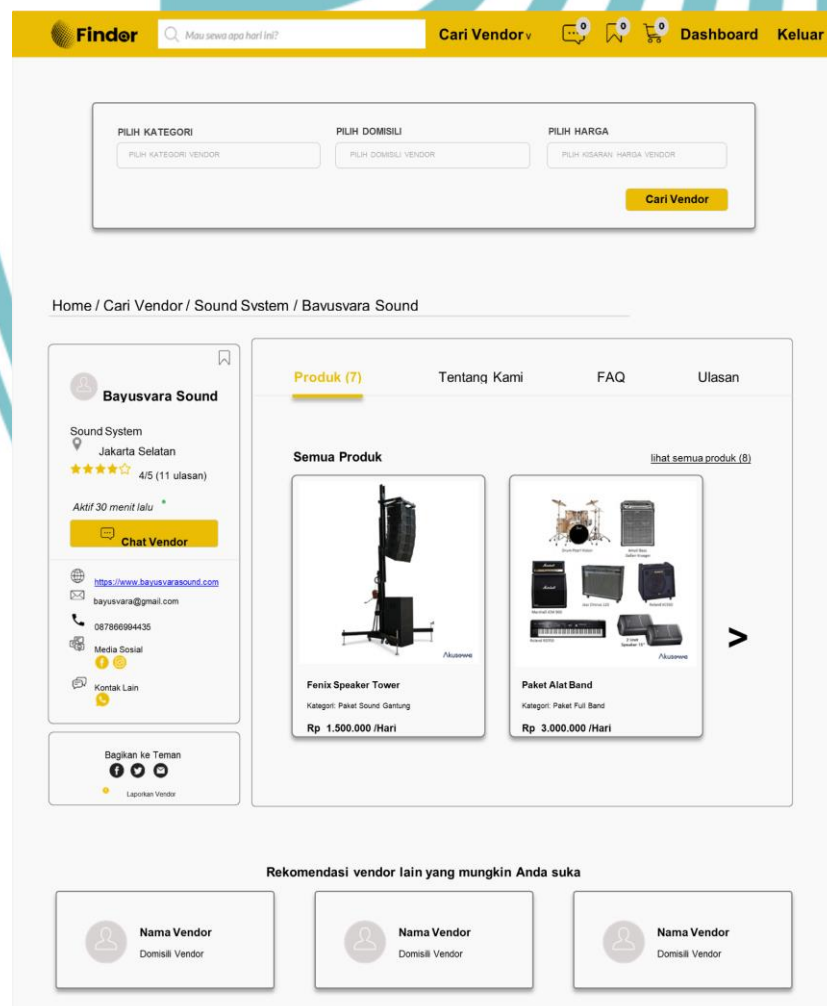 Findor
Mau sewa apa hari ini?
Cari Vendor v
0
0
0
Dashboard
Keluar
PILIH KATEGORI
PILIH DOMISILI
PILIH HARGA
PILIH KATEGORI VENDOR
PILIH DOMISILI VENDOR
PILIH KISARAN HARGA VENDOR
Cari Vendor
Home / Cari Vendor / Sound System / Bayusvara Sound
Bayusvara Sound
Sound System
Jakarta Selatan
4/5 (11 ulasan)
Aktif 30 menit lalu
Chat Vendor
https://www.bayusvarasound.com
bayusvara@gmail.com
087866994435
Media Sosial
Kontak Lain
Bagikan ke Teman
Laporkan Vendor
Produk (7)
Tentang Kami
FAQ
Ulasan
Semua Produk
lihat semua produk (8)
Akusewa
Fenix Speaker Tower
Kategori: Paket Sound Gantung
Rp 1.500.000 /Hari
Akusewa
Paket Alat Band
Kategori: Paket Full Band
Rp 3.000.000 /Hari
>
Rekomendasi vendor lain yang mungkin Anda suka
Nama Vendor
Domisili Vendor
Nama Vendor
Domisili Vendor
Nama Vendor
Domisili Vendor